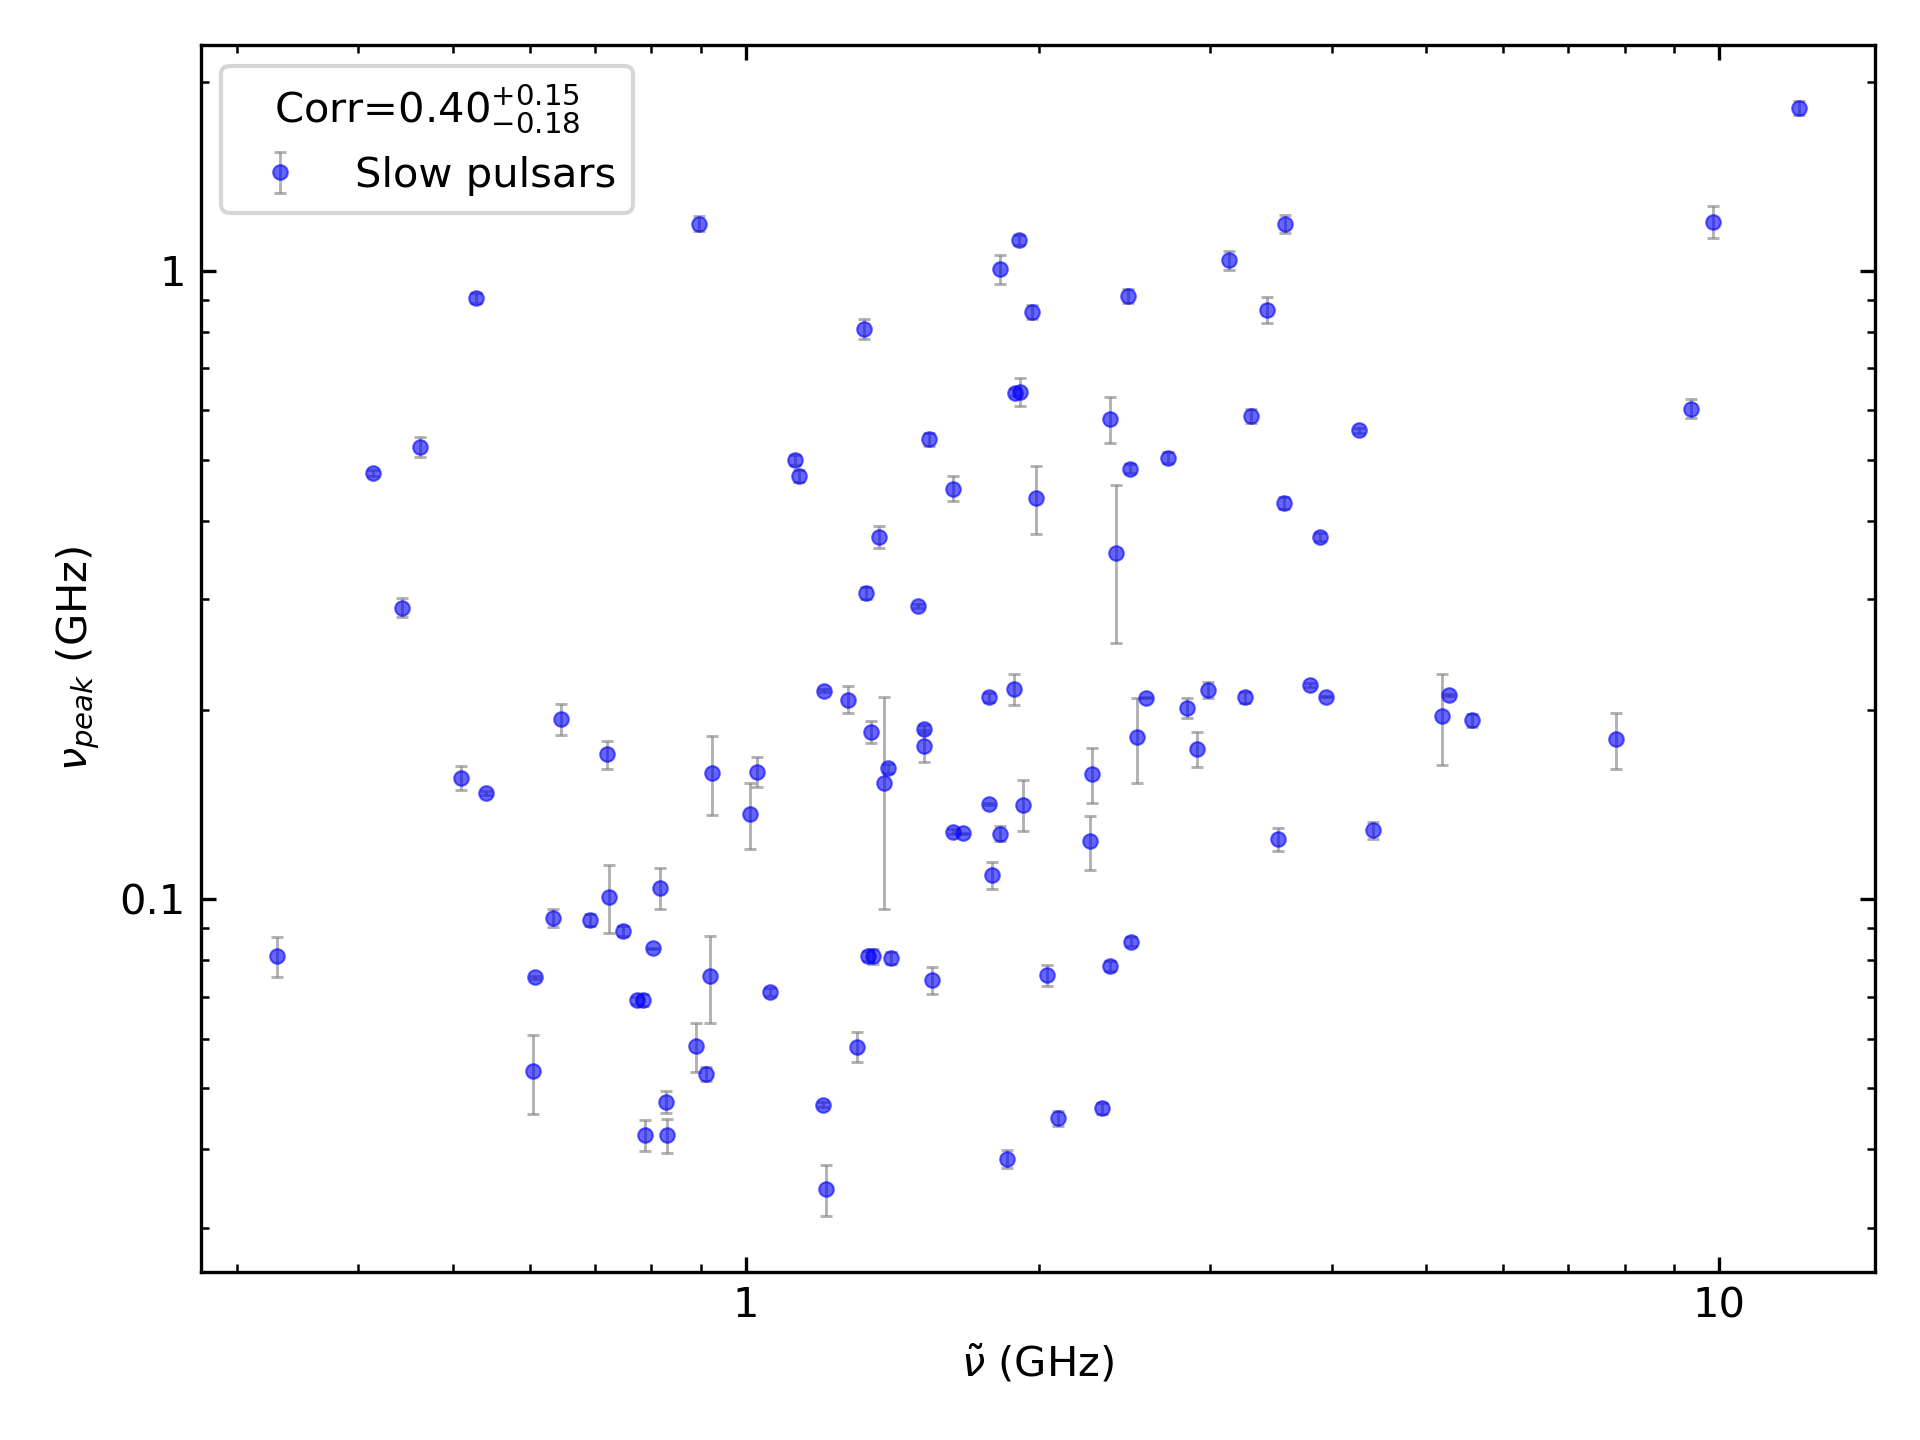 Corr=0.40+0.15−0.18
Slow pulsars
1
0.1
νpeak (GHz)
1
10
ν̃ (GHz)